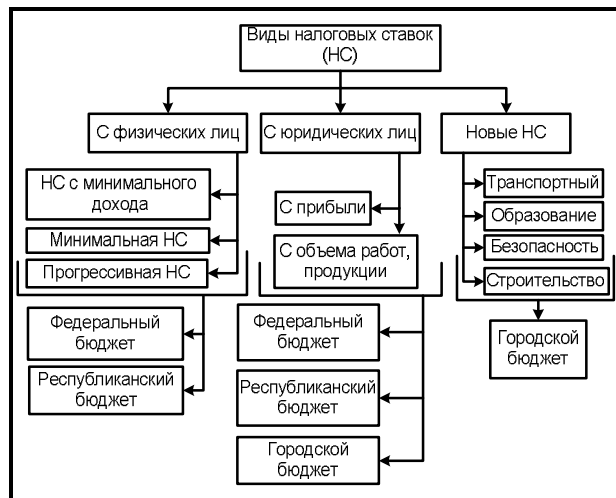 Виды налоговых ставок
(НС)
С физических лиц
С юридических лиц
Новые НС
НС с минимального
дохода
Минимальная НС
Прогрессивная НС
Федеральный
бюджет
Республиканский
бюджет
С прибыли
С объема работ,
продукции
Федеральный
бюджет
Республиканский
бюджет
Городской
бюджет
Транспортный
Образование
Безопасность
Строительство
Городской
бюджет